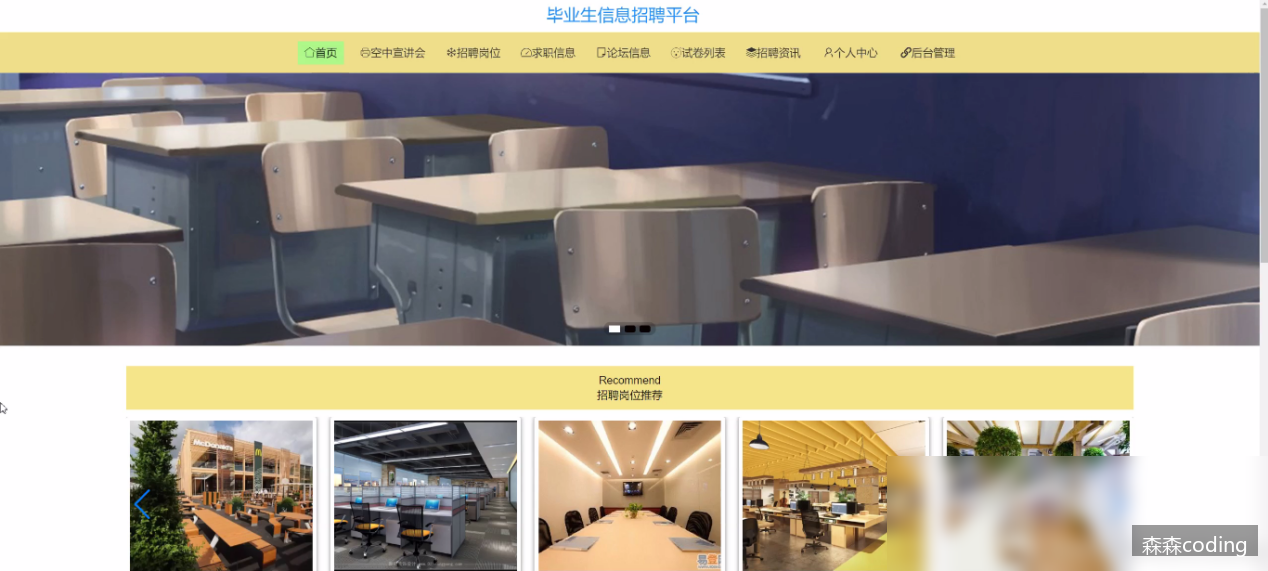 毕业生信息招聘平台
首页 空中宣讲会 招聘岗位 求职信息 论坛信息 试卷列表 招聘资讯 个人中心 后台管理
Recommend
招聘岗位推荐
McDonald's
森森coding